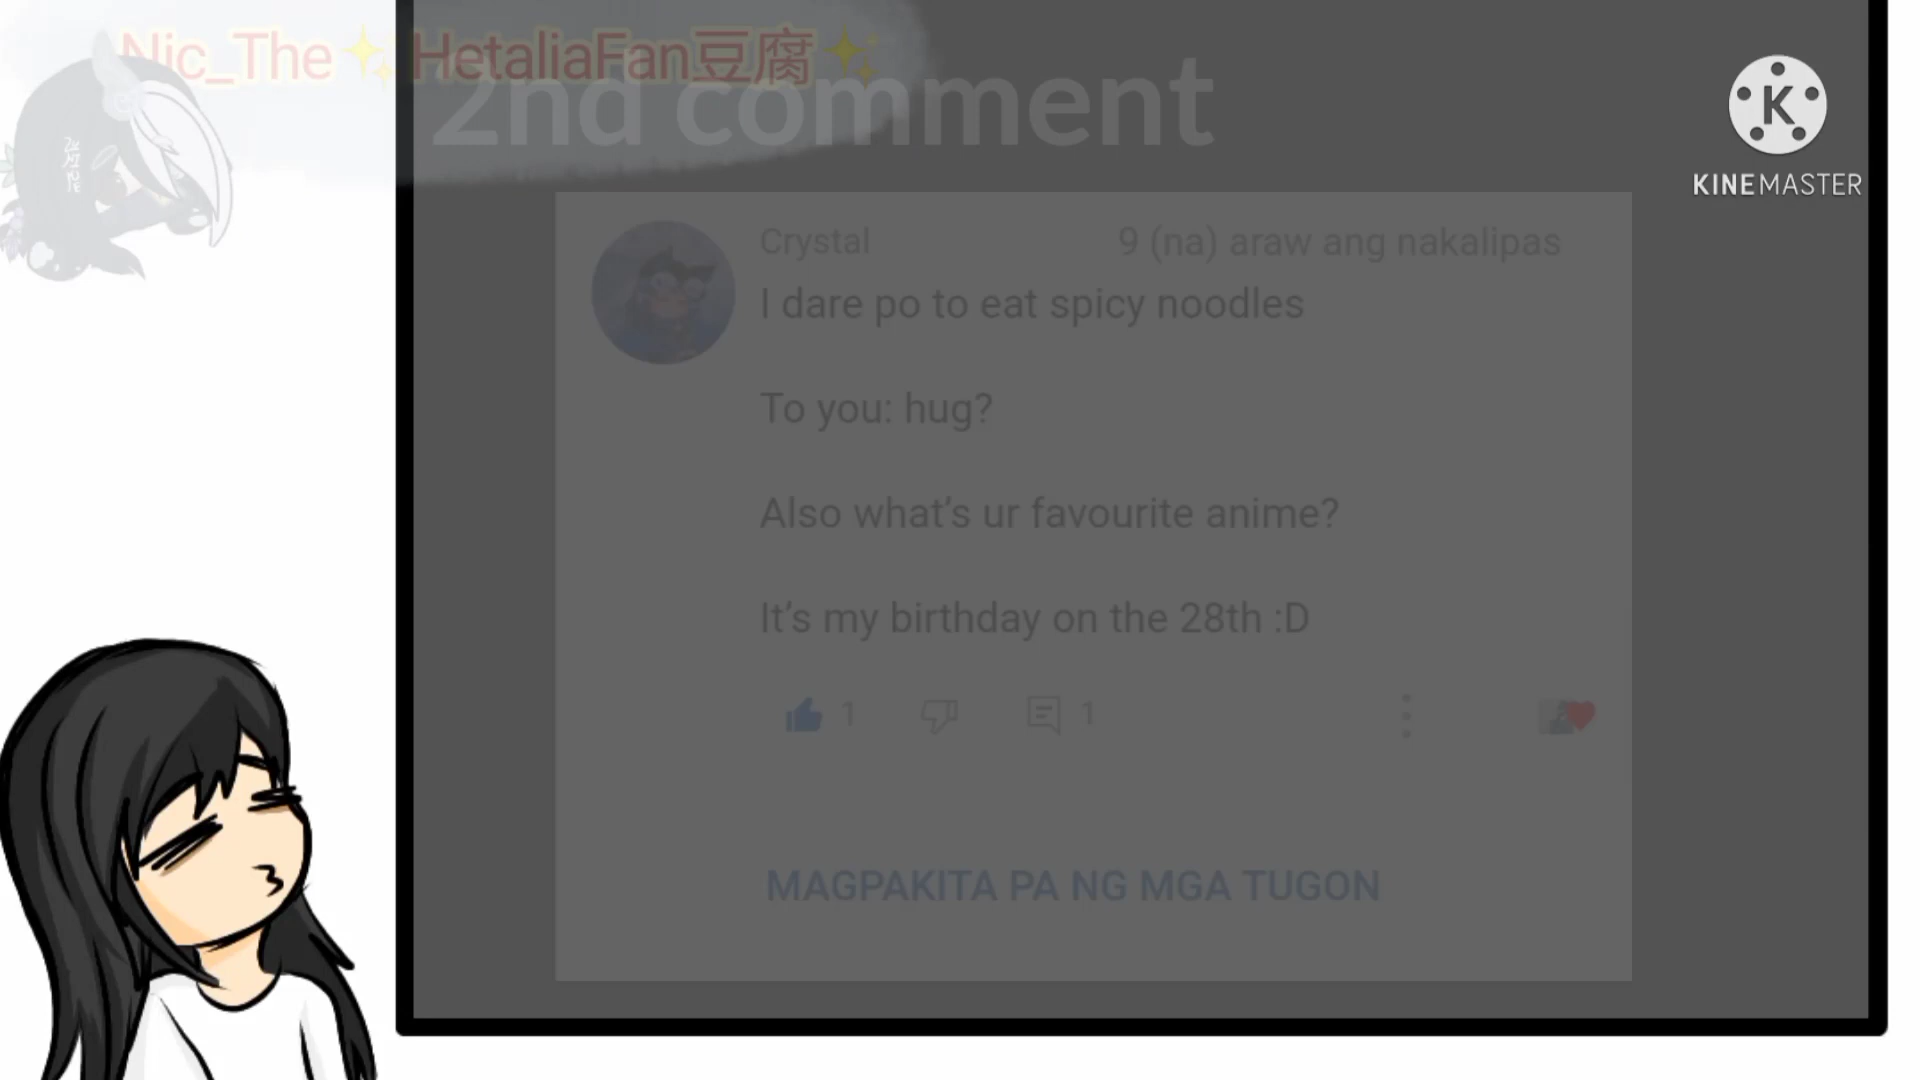 Nic_The✨HetaliaFan豆腐✨
2nd comment
KINEMASTER
Crystal 9 (na) araw ang nakalipas
I dare po to eat spicy noodles
To you: hug?
Also what's ur favourite anime?
It's my birthday on the 28th :D
1 1
MAGPAKITA PA NG MGA TUGON